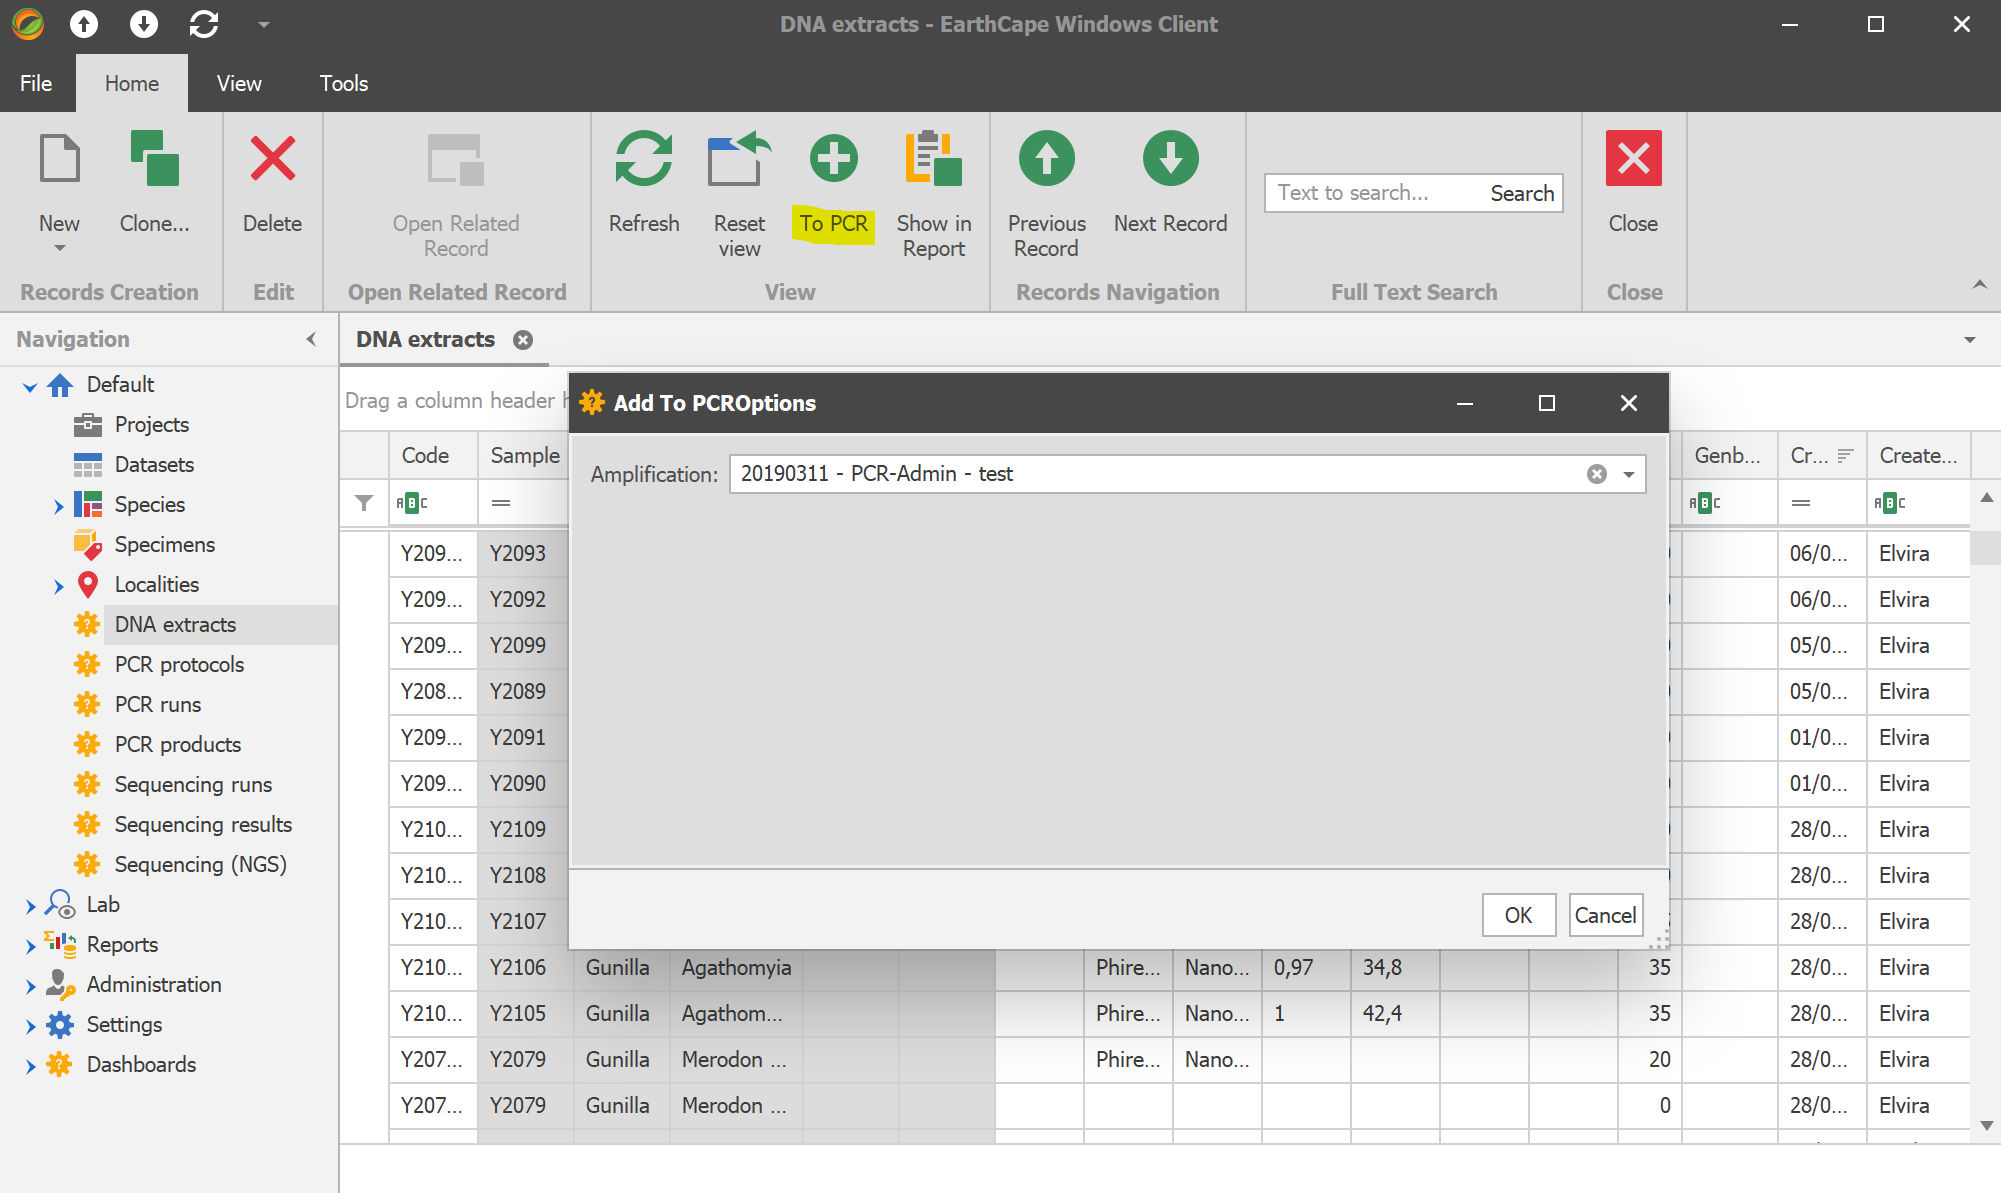 DNA extracts - EarthCape Windows Client
File Home View Tools
New Clone... Delete Open Related Record Refresh Reset view To PCR Show in Report Previous Record Next Record Text to search... Search Close
Records Creation Edit Open Related Record View Records Navigation Full Text Search Close
Navigation
Default
Projects
Datasets
Species
Specimens
Localities
DNA extracts
PCR protocols
PCR runs
PCR products
Sequencing runs
Sequencing results
Sequencing (NGS)
Lab
Reports
Administration
Settings
Dashboards
DNA extracts
Drag a column header
Add To PCROptions
Amplification: 20190311 - PCR-Admin - test
OK Cancel
Code Sample Genb... Cr... Create...
ABC = ABC = ABC
Y209... Y2093 06/0... Elvira
Y209... Y2092 06/0... Elvira
Y209... Y2099 05/0... Elvira
Y208... Y2089 05/0... Elvira
Y209... Y2091 01/0... Elvira
Y209... Y2090 01/0... Elvira
Y210... Y2109 28/0... Elvira
Y210... Y2108 28/0... Elvira
Y210... Y2107 28/0... Elvira
Y210... Y2106 Gunilla Agathomyia Phire... Nano... 0,97 34,8 35 28/0... Elvira
Y210... Y2105 Gunilla Agathom... Phire... Nano... 1 42,4 35 28/0... Elvira
Y207... Y2079 Gunilla Merodon ... Phire... Nano... 20 28/0... Elvira
Y207... Y2079 Gunilla Merodon ... 0 28/0... Elvira